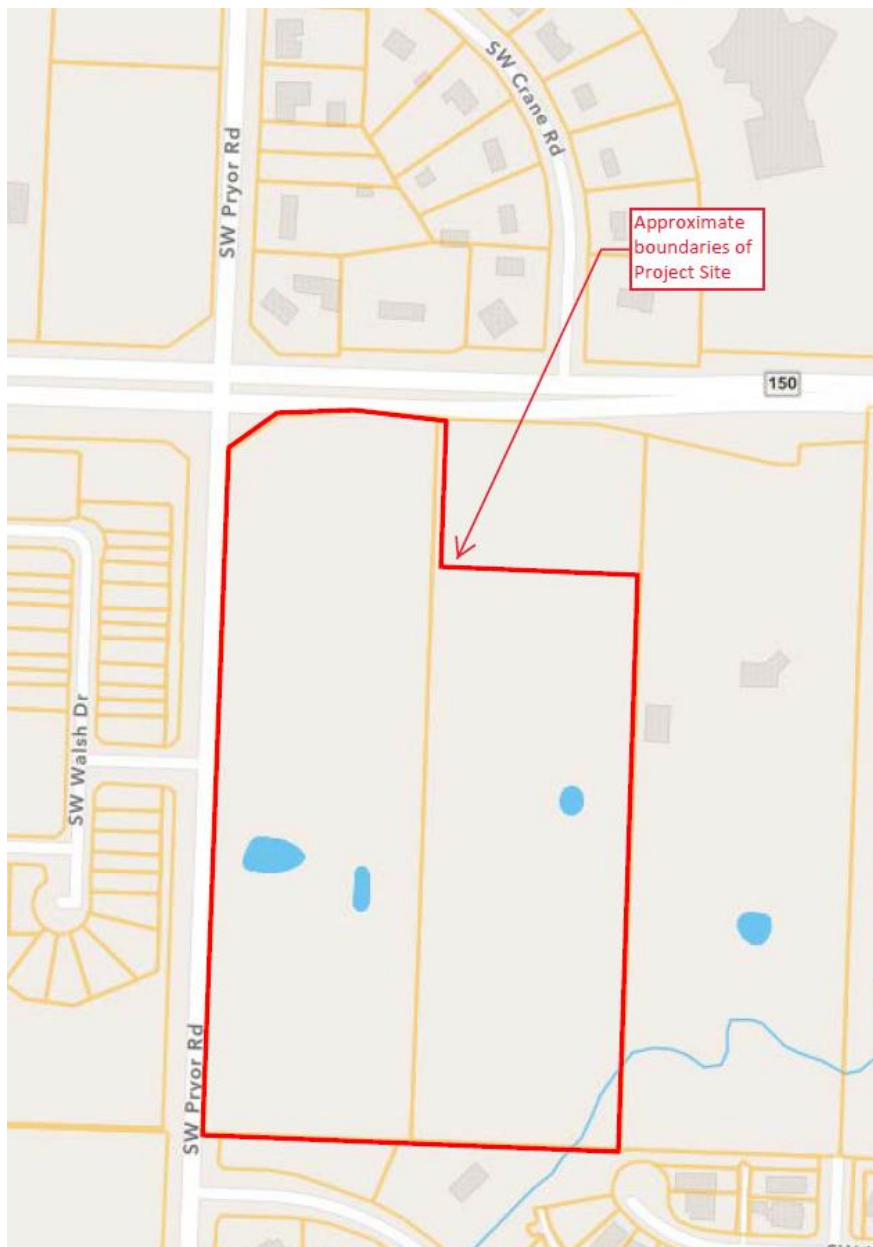 SW Crane Rd
SW Pryor Rd
Approximate
boundaries of
Project Site
150
SW Walsh Dr
SW Pryor Rd